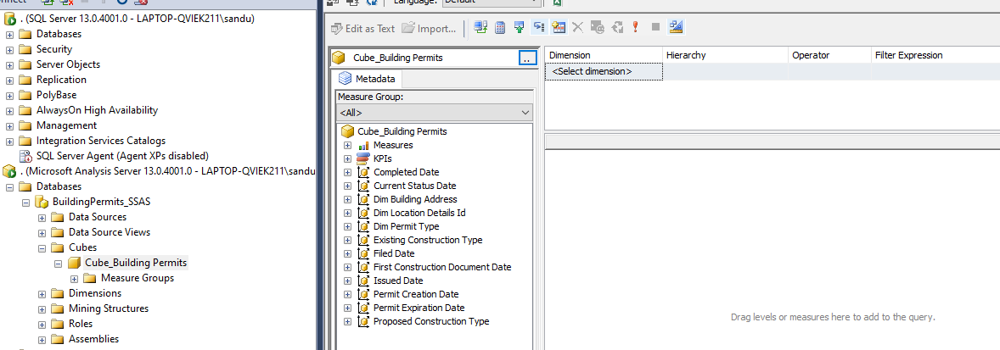 . (SQL Server 13.0.4001.0 - LAPTOP-QVIEK211\sandu)
Databases
Security
Server Objects
Replication
PolyBase
AlwaysOn High Availability
Management
Integration Services Catalogs
SQL Server Agent (Agent XPs disabled)
. (Microsoft Analysis Server 13.0.4001.0 - LAPTOP-QVIEK211\sandu
Databases
BuildingPermits_SSAS
Data Sources
Data Source Views
Cubes
Cube_Building Permits
Measure Groups
Dimensions
Mining Structures
Roles
Assemblies
Language: Default
Edit as Text Import...
Cube_Building Permits ..
Metadata
Measure Group:
<All>
Cube_Building Permits
Measures
KPIs
Completed Date
Current Status Date
Dim Building Address
Dim Location Details Id
Dim Permit Type
Existing Construction Type
Filed Date
First Construction Document Date
Issued Date
Permit Creation Date
Permit Expiration Date
Proposed Construction Type
Dimension Hierarchy Operator Filter Expression
<Select dimension>
Drag levels or measures here to add to the query.